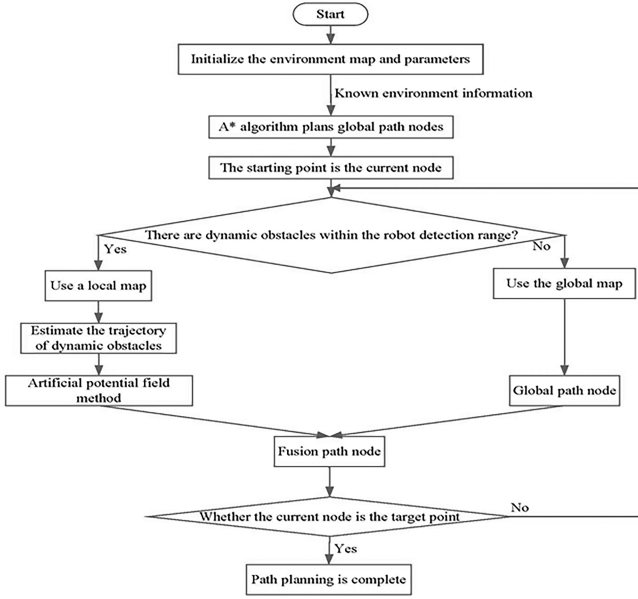 Start
Initialize the environment map and parameters
Known environment information
A* algorithm plans global path nodes
The starting point is the current node
There are dynamic obstacles within the robot detection range?
Yes
No
Use a local map
Use the global map
Estimate the trajectory
of dynamic obstacles
Artificial potential field
method
Global path node
Fusion path node
Whether the current node is the target point
No
Yes
Path planning is complete